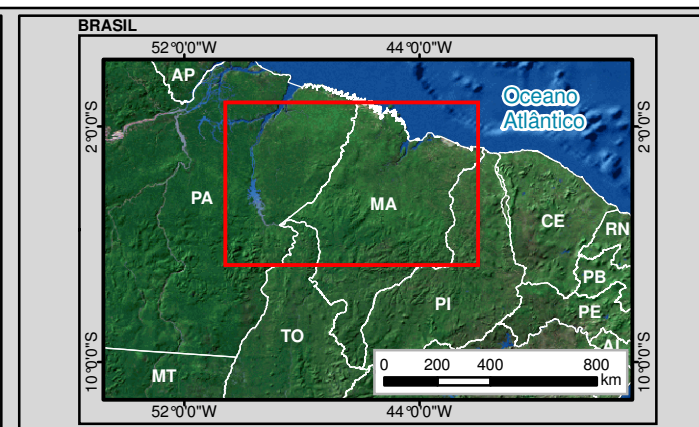 BRASIL
52°0'0"W
44°0'0"W
AP
Oceano
Atlântico
2°0'0"S
2°0'0"S
PA
MA
CE
RN
PB
PI
PE
TO
AL
0 200 400 800
km
MT
10°0'0"S
10°0'0"S
52°0'0"W
44°0'0"W